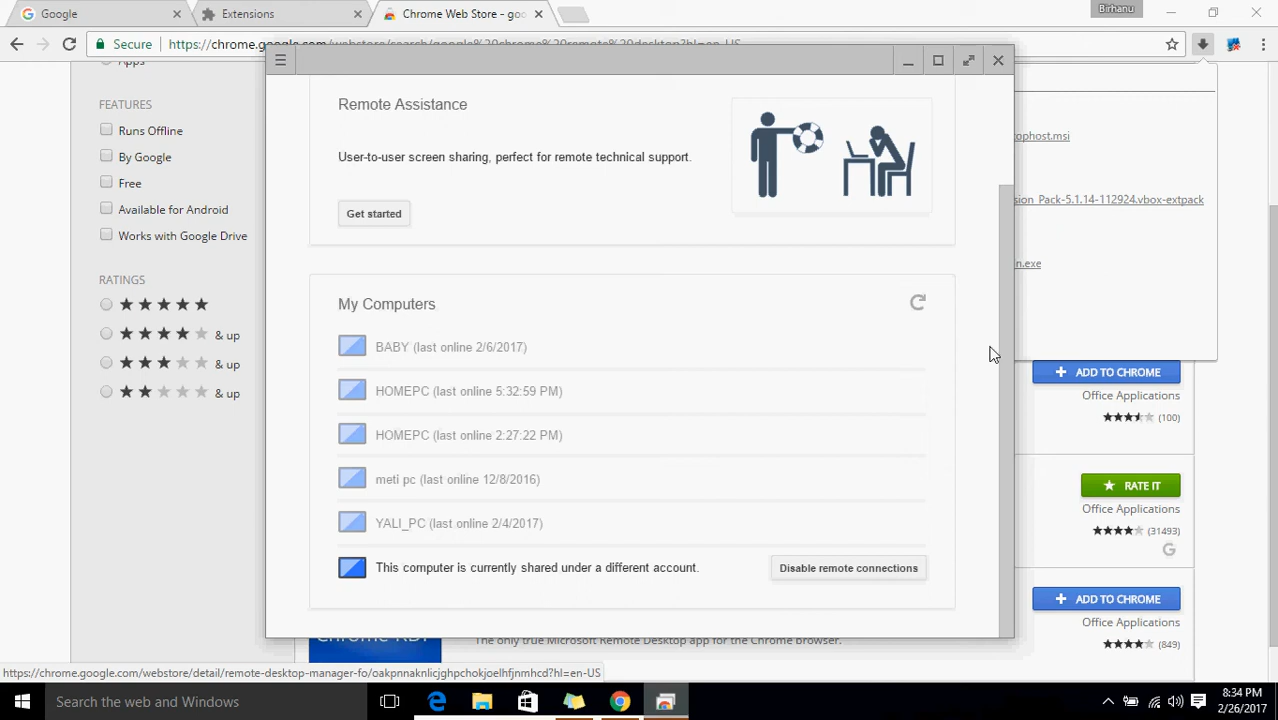 Google
Extensions
Chrome Web Store - goo
Birhanu
Secure
https://chrome.google.com/webstore/search/google%20chrome%20remote%20desktop?hl=en-US
Apps
FEATURES
Runs Offline
By Google
Free
Available for Android
Works with Google Drive
RATINGS
& up
& up
& up
Remote Assistance
User-to-user screen sharing, perfect for remote technical support.
Get started
My Computers
BABY (last online 2/6/2017)
HOMEPC (last online 5:32:59 PM)
HOMEPC (last online 2:27:22 PM)
meti pc (last online 12/8/2016)
YALI_PC (last online 2/4/2017)
This computer is currently shared under a different account.
Disable remote connections
tophost.msi
sion_Pack-5.1.14-112924.vbox-extpack
n.exe
ADD TO CHROME
Office Applications
(100)
RATE IT
Office Applications
(31493)
G
ADD TO CHROME
Office Applications
(849)
Chrome RDP
The only true Microsoft Remote Desktop app for the Chrome browser.
https://chrome.google.com/webstore/detail/remote-desktop-manager-fo/oakpnnaknlicjghpchokjoelhfjnmhcd?hl=en-US
Search the web and Windows
8:34 PM
2/26/2017